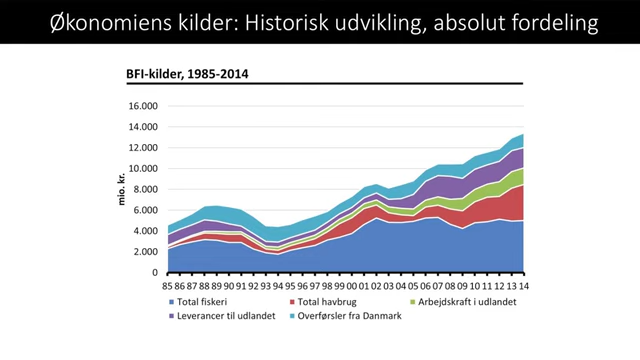 Økonomiens kilder: Historisk udvikling, absolut fordeling
BFI-kilder, 1985-2014
mio. kr.
16.000
14.000
12.000
10.000
8.000
6.000
4.000
2.000
0
85 86 87 88 89 90 91 92 93 94 95 96 97 98 99 00 01 02 03 04 05 06 07 08 09 10 11 12 13 14
Total fiskeri Total havbrug Arbejdskraft i udlandet
Leverancer til udlandet Overførsler fra Danmark